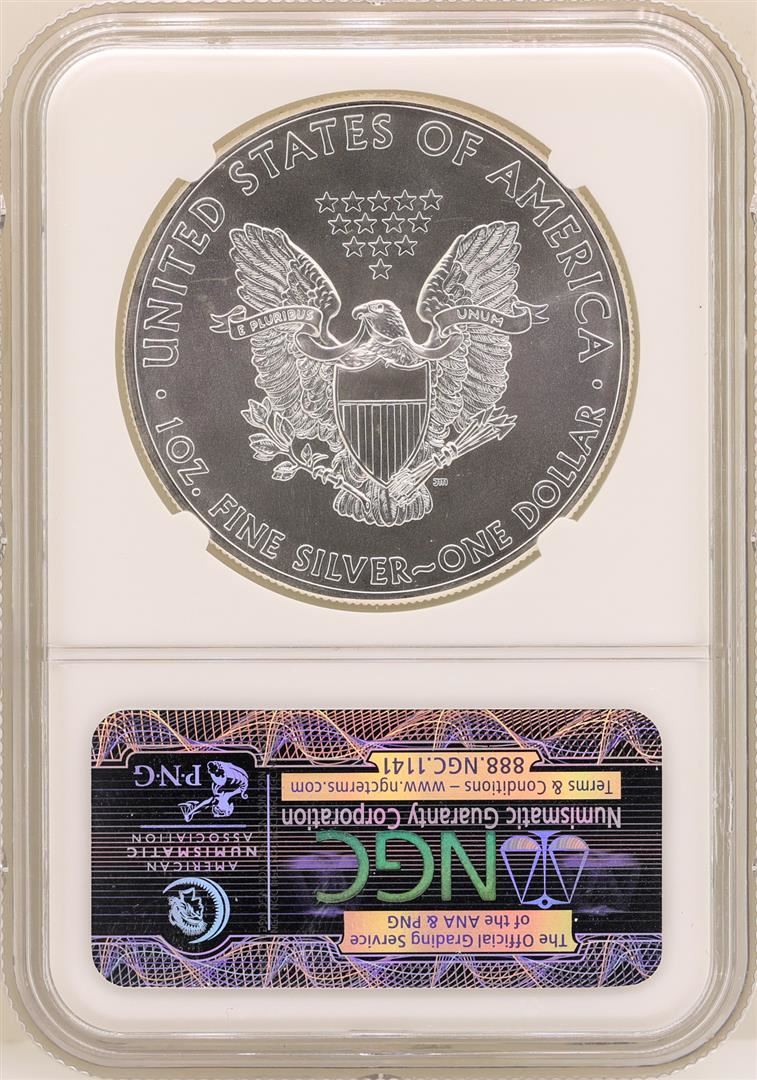 UNITED STATES OF AMERICA
E PLURIBUS UNUM
JM
· 1 OZ. FINE SILVER~ONE DOLLAR ·
The Official Grading Service
of the ANA & PNG
NGC
Numismatic Guaranty Corporation
Terms & Conditions – www.ngcterms.com
888.NGC.1141
AMERICAN
NUMISMATIC
ASSOCIATION
P·N·G